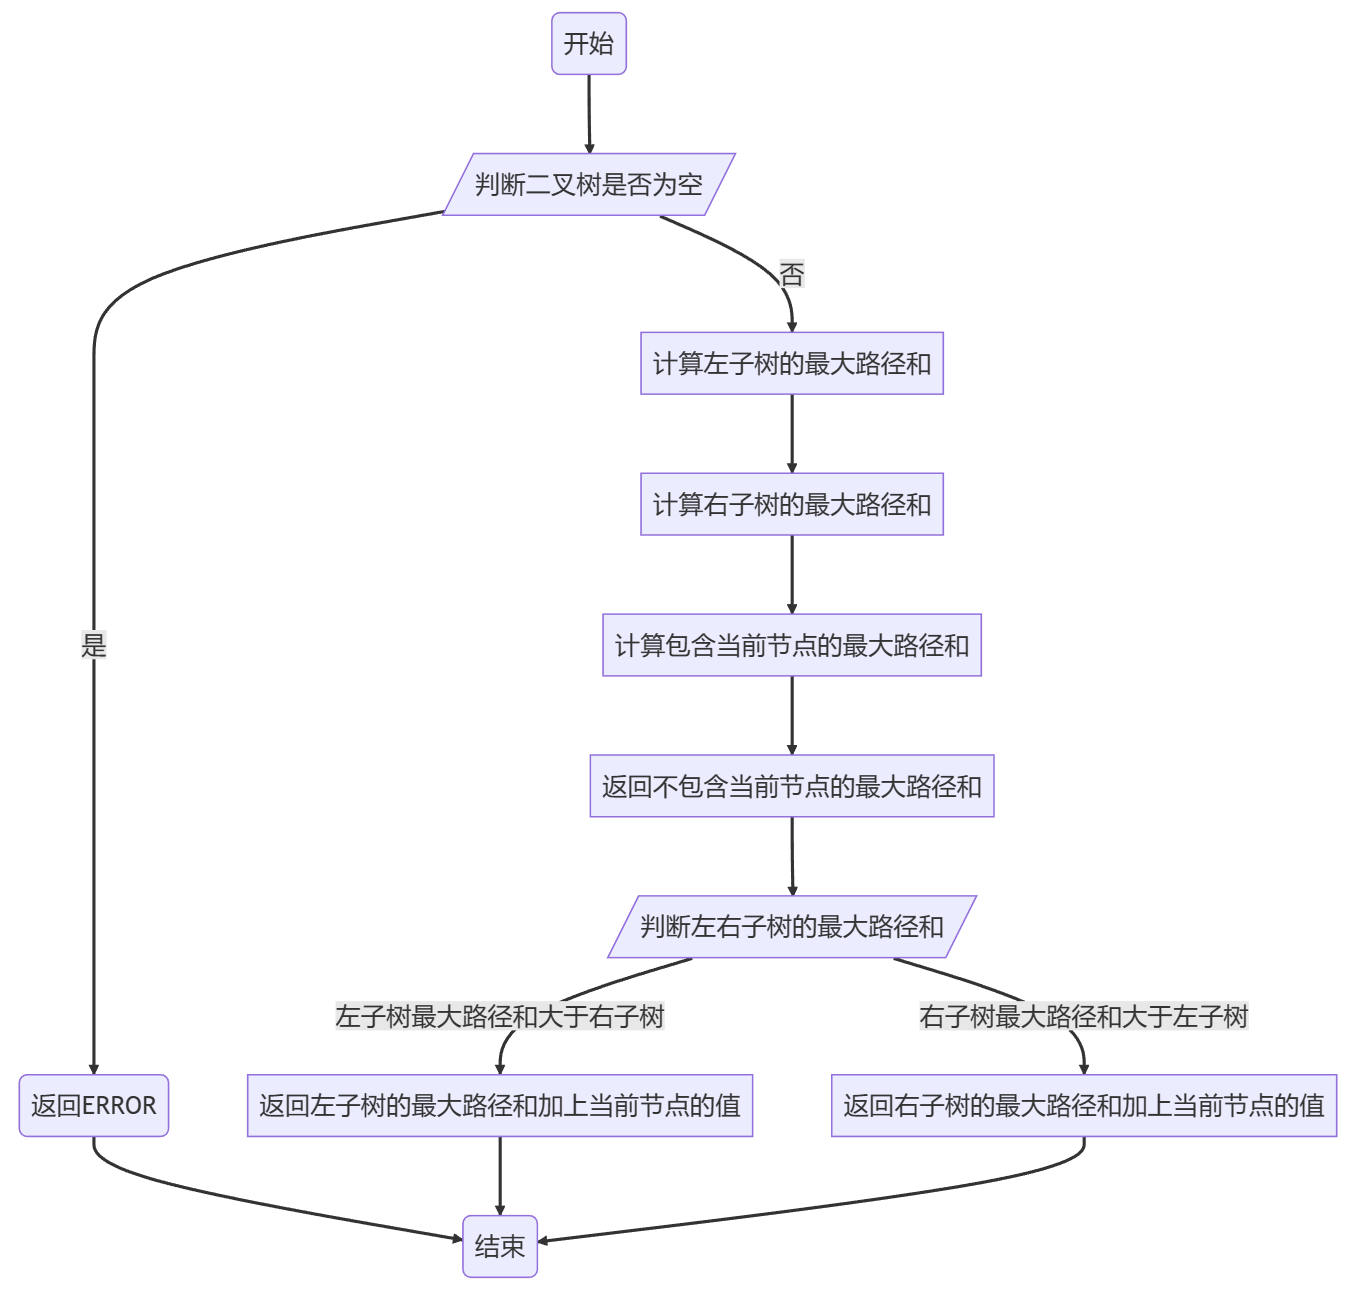 开始
判断二叉树是否为空
否
计算左子树的最大路径和
计算右子树的最大路径和
是
计算包含当前节点的最大路径和
返回不包含当前节点的最大路径和
判断左右子树的最大路径和
左子树最大路径和大于右子树
右子树最大路径和大于左子树
返回ERROR
返回左子树的最大路径和加上当前节点的值
返回右子树的最大路径和加上当前节点的值
结束